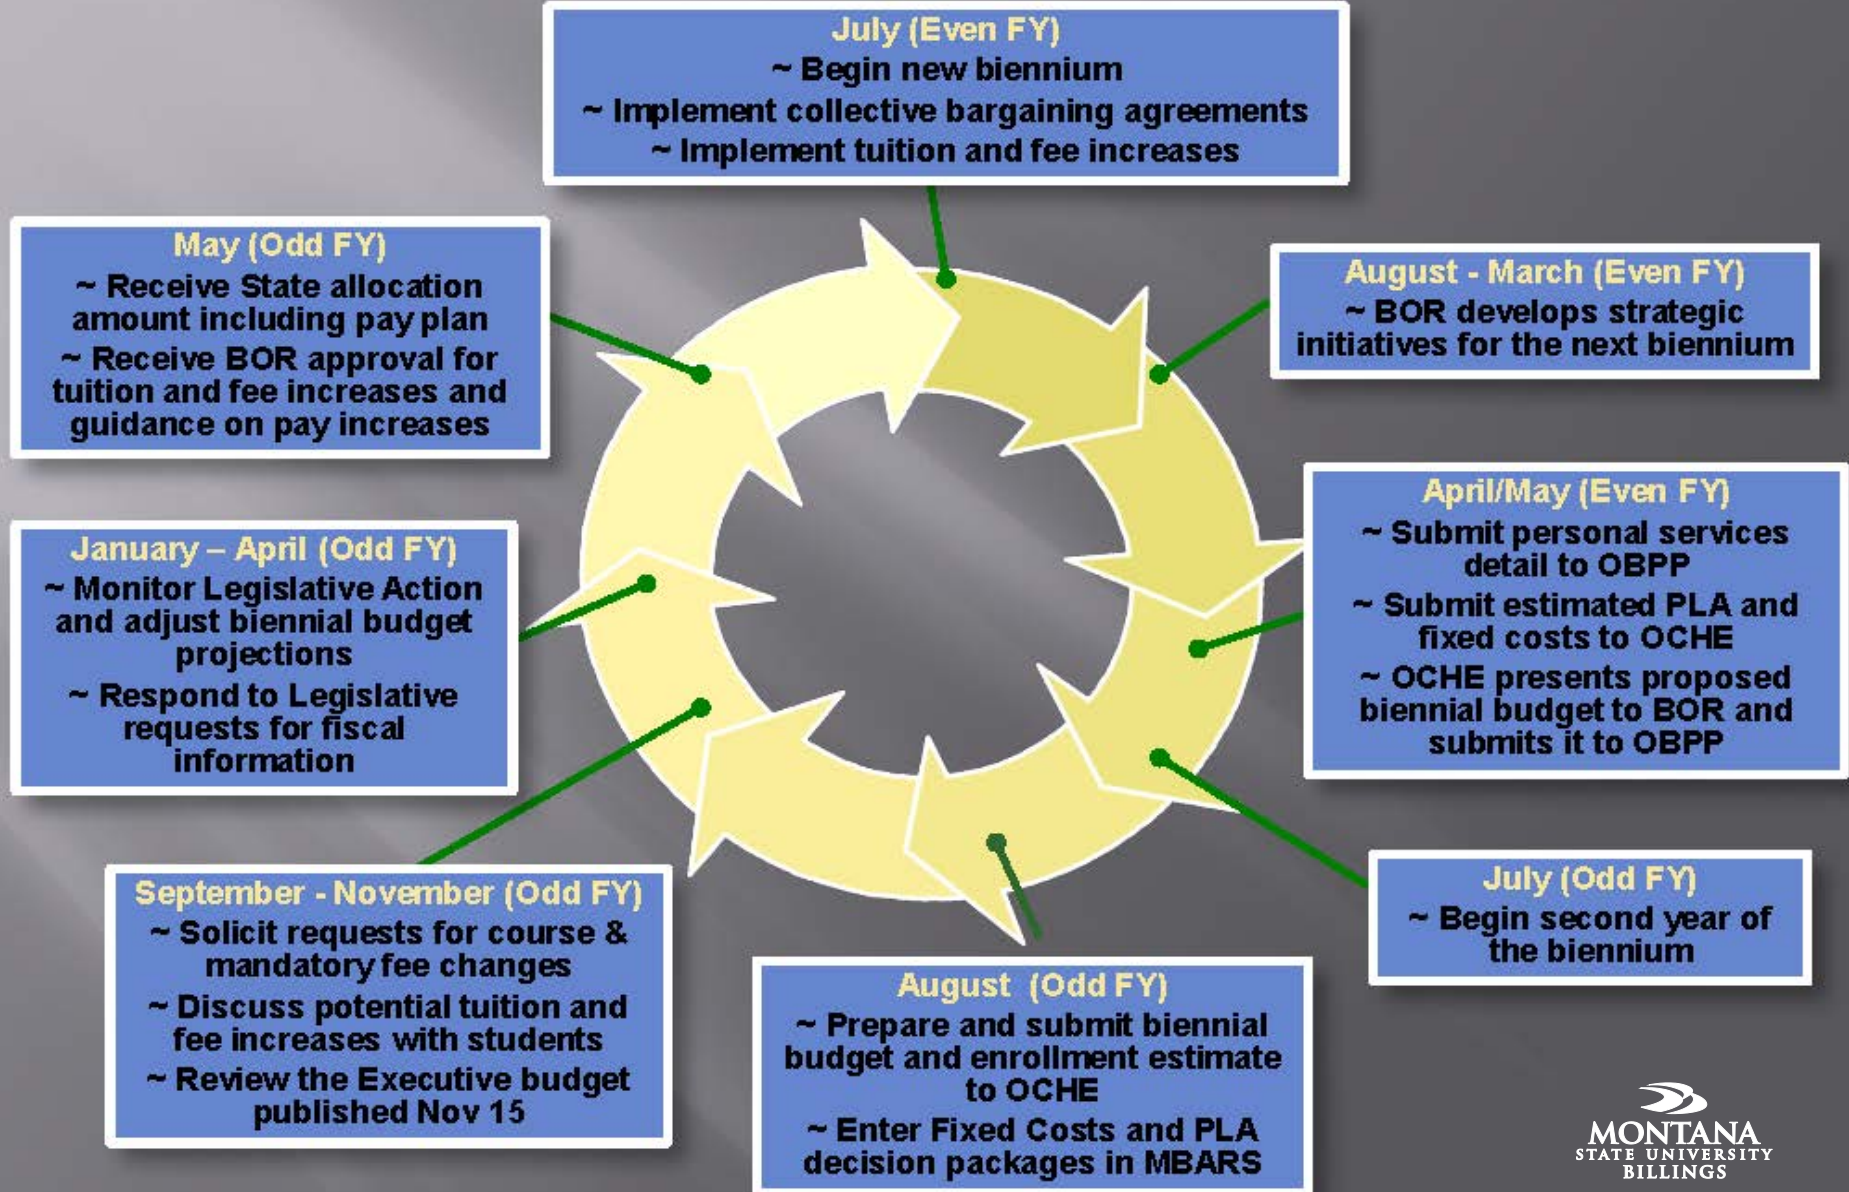 July (Even FY)
~ Begin new biennium
~ Implement collective bargaining agreements
~ Implement tuition and fee increases
August - March (Even FY)
~ BOR develops strategic
initiatives for the next biennium
April/May (Even FY)
~ Submit personal services
detail to OBPP
~ Submit estimated PLA and
fixed costs to OCHE
~ OCHE presents proposed
biennial budget to BOR and
submits it to OBPP
July (Odd FY)
~ Begin second year of
the biennium
August (Odd FY)
~ Prepare and submit biennial
budget and enrollment estimate
to OCHE
~ Enter Fixed Costs and PLA
decision packages in MBARS
September - November (Odd FY)
~ Solicit requests for course &
mandatory fee changes
~ Discuss potential tuition and
fee increases with students
~ Review the Executive budget
published Nov 15
January – April (Odd FY)
~ Monitor Legislative Action
and adjust biennial budget
projections
~ Respond to Legislative
requests for fiscal
information
May (Odd FY)
~ Receive State allocation
amount including pay plan
~ Receive BOR approval for
tuition and fee increases and
guidance on pay increases
MONTANA
STATE UNIVERSITY
BILLINGS